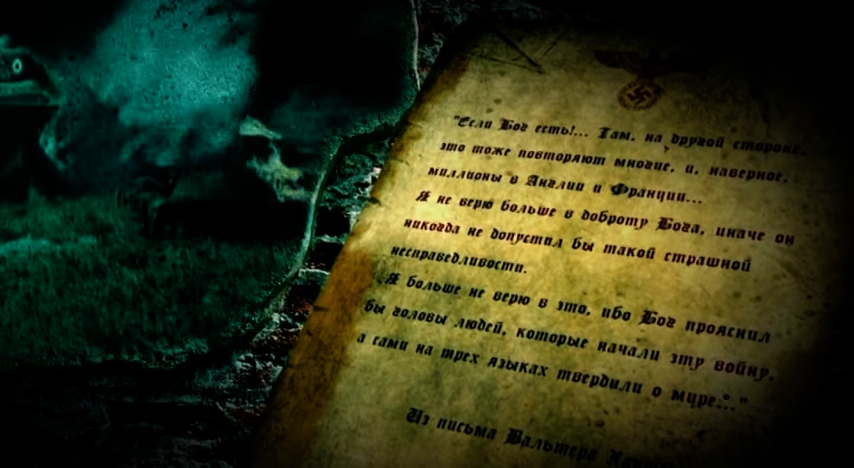 "Если Бог есть!... Там, на другой стороне,
это тоже повторяют многие, и, наверное,
миллионы в Англии и Франции...
Я не верю больше в доброту Бога, иначе он
никогда не допустил бы такой страшной
несправедливости.
Я больше не верю в это, ибо Бог прояснил
бы головы людей, которые начали эту войну,
а сами на трех языках твердили о мире..."
Из письма Вальтера